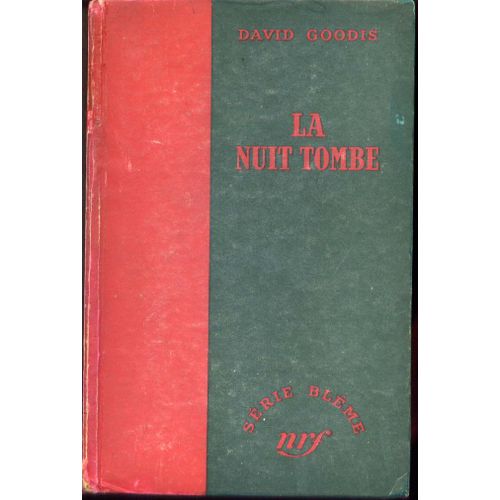 DAVID GOODIS
LA
NUIT TOMBE
SÉRIE BLÊME
nrf